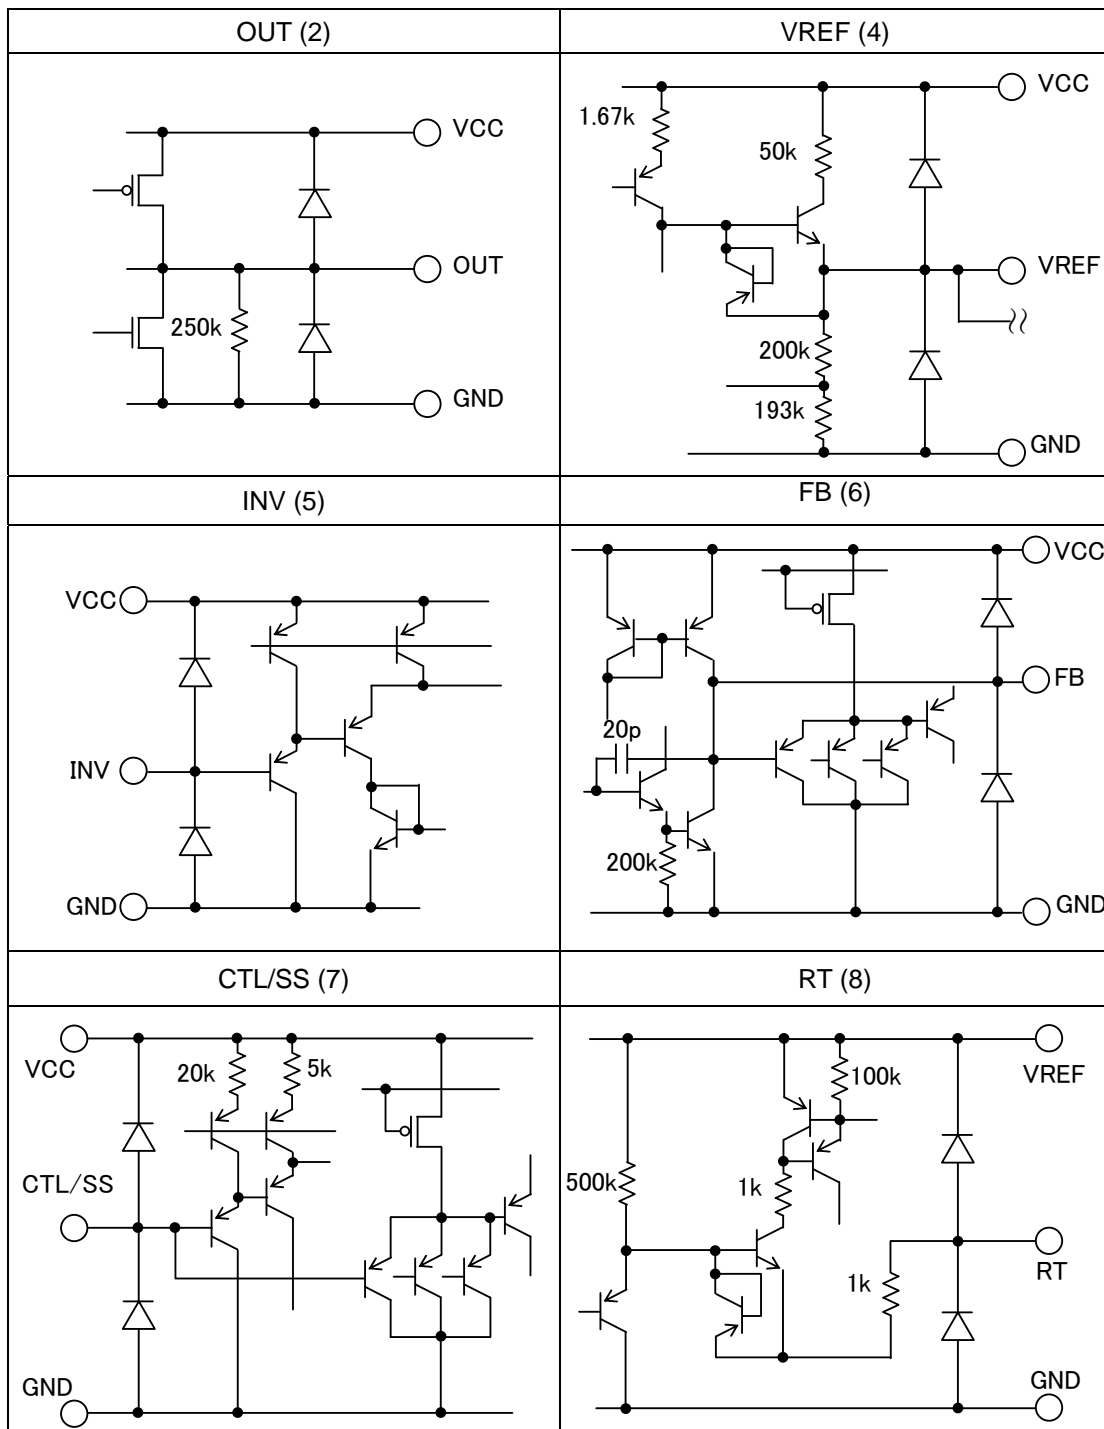 OUT (2)
VCC
OUT
250k
GND
VREF (4)
VCC
1.67k
50k
VREF
200k
193k
GND
INV (5)
VCC
INV
GND
FB (6)
VCC
FB
20p
200k
GND
CTL/SS (7)
VCC
20k
5k
CTL/SS
GND
RT (8)
VREF
100k
500k
1k
RT
1k
GND